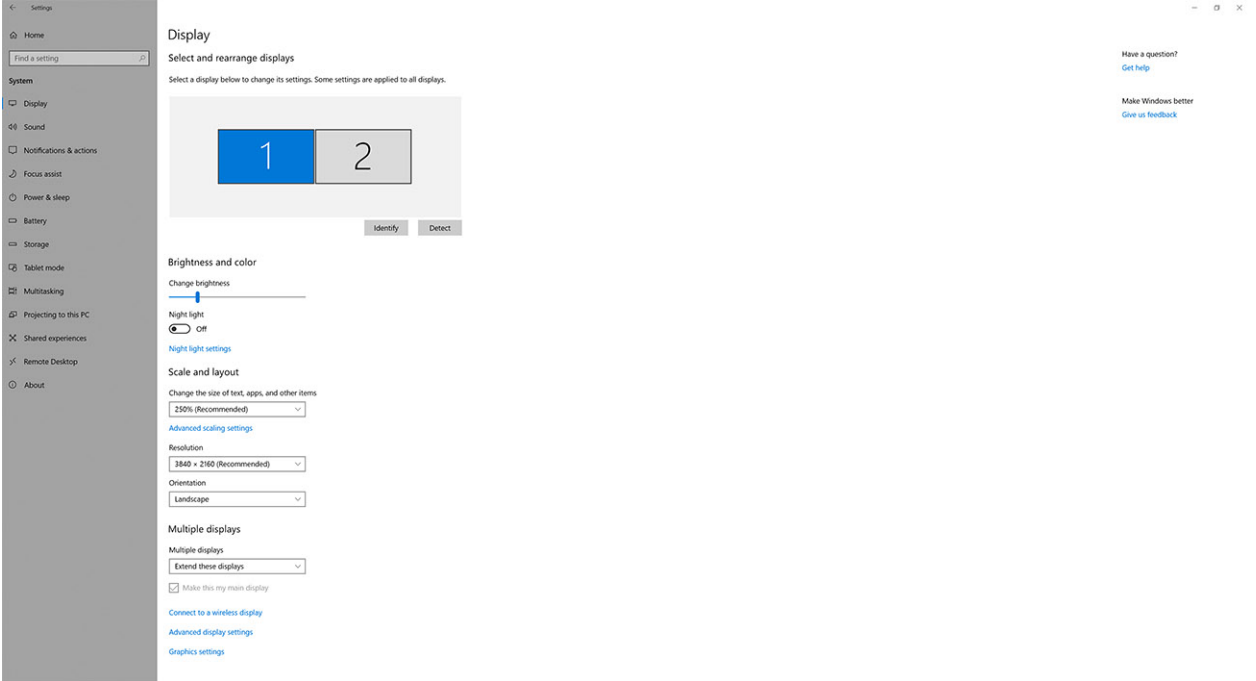 Settings
Home
Find a setting
System
Display
Sound
Notifications & actions
Focus assist
Power & sleep
Battery
Storage
Tablet mode
Multitasking
Projecting to this PC
Shared experiences
Remote Desktop
About
Display
Select and rearrange displays
Select a display below to change its settings. Some settings are applied to all displays.
1 2
Identify Detect
Brightness and color
Change brightness
Night light
Off
Night light settings
Scale and layout
Change the size of text, apps, and other items
250% (Recommended)
Advanced scaling settings
Resolution
3840 × 2160 (Recommended)
Orientation
Landscape
Multiple displays
Multiple displays
Extend these displays
Make this my main display
Connect to a wireless display
Advanced display settings
Graphics settings
Have a question?
Get help
Make Windows better
Give us feedback